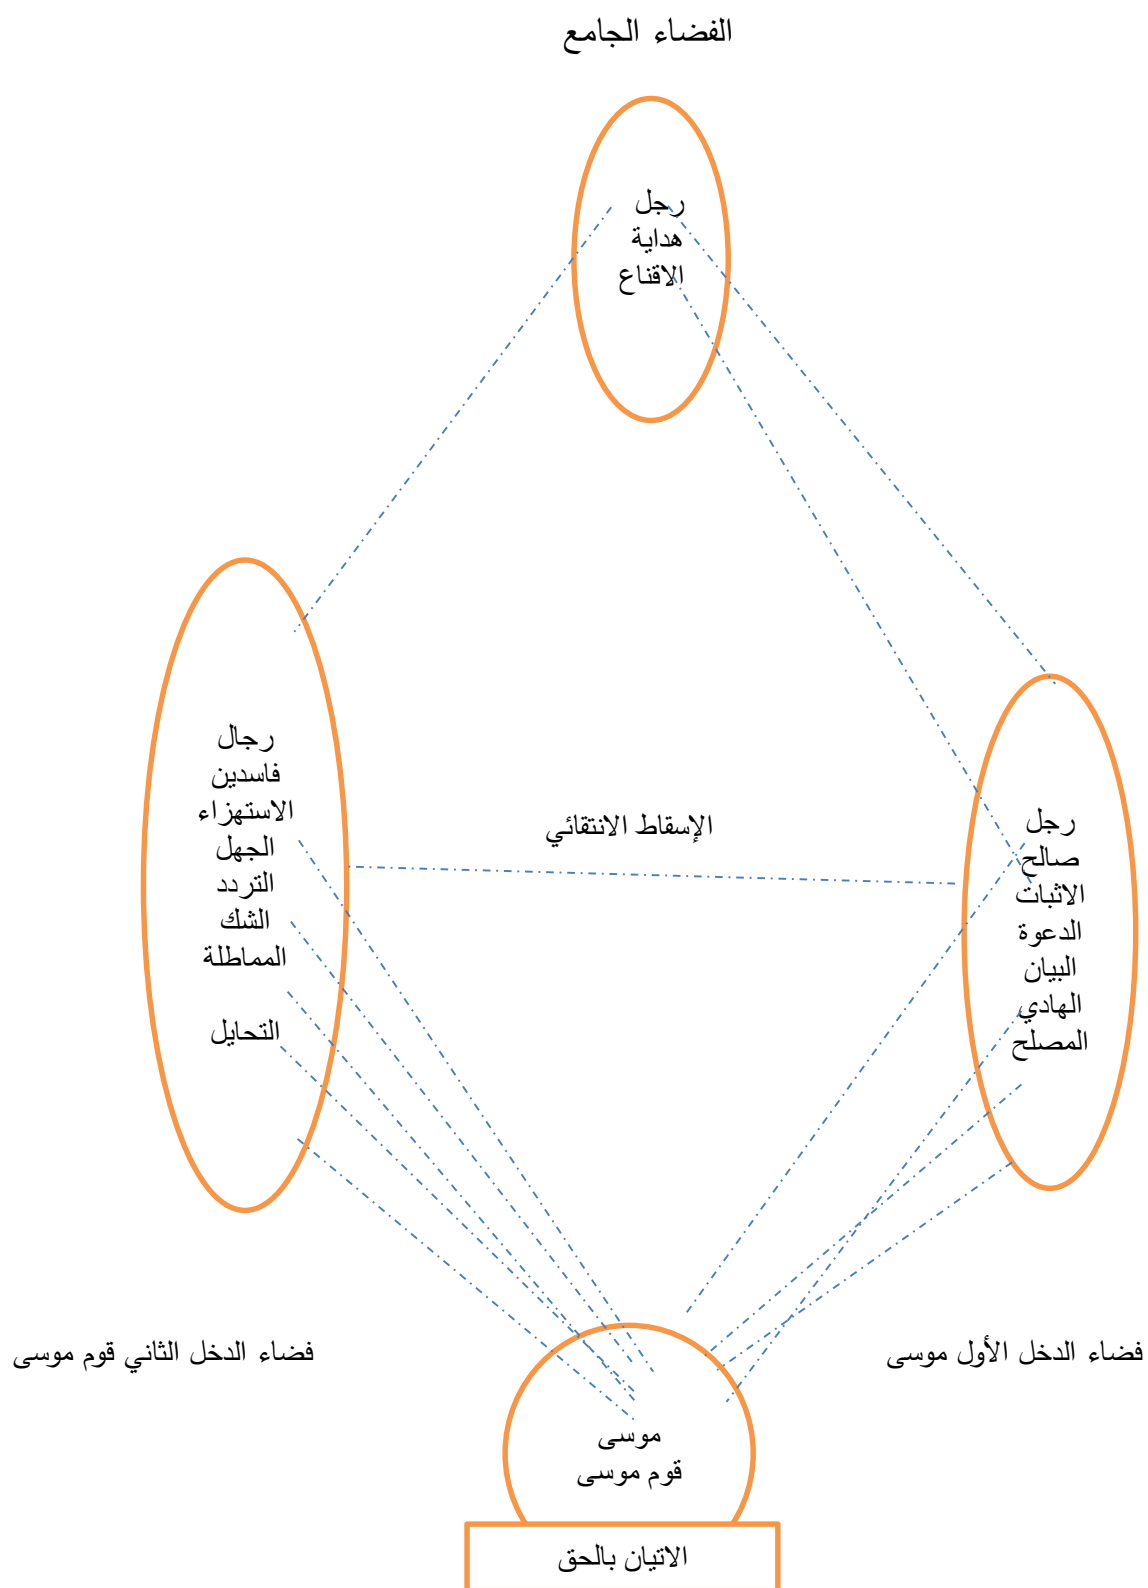 الفضاء الجامع
رجل
هداية
الاقناع
رجل
صالح
الاثبات
الدعوة
البيان
الهادي
المصلح
الإسقاط الانتقائي
رجال
فاسدين
الاستهزاء
الجهل
التردد
الشك
المماطلة
التحايل
فضاء الدخل الأول موسى
فضاء الدخل الثاني قوم موسى
موسى
قوم موسى
الاتيان بالحق